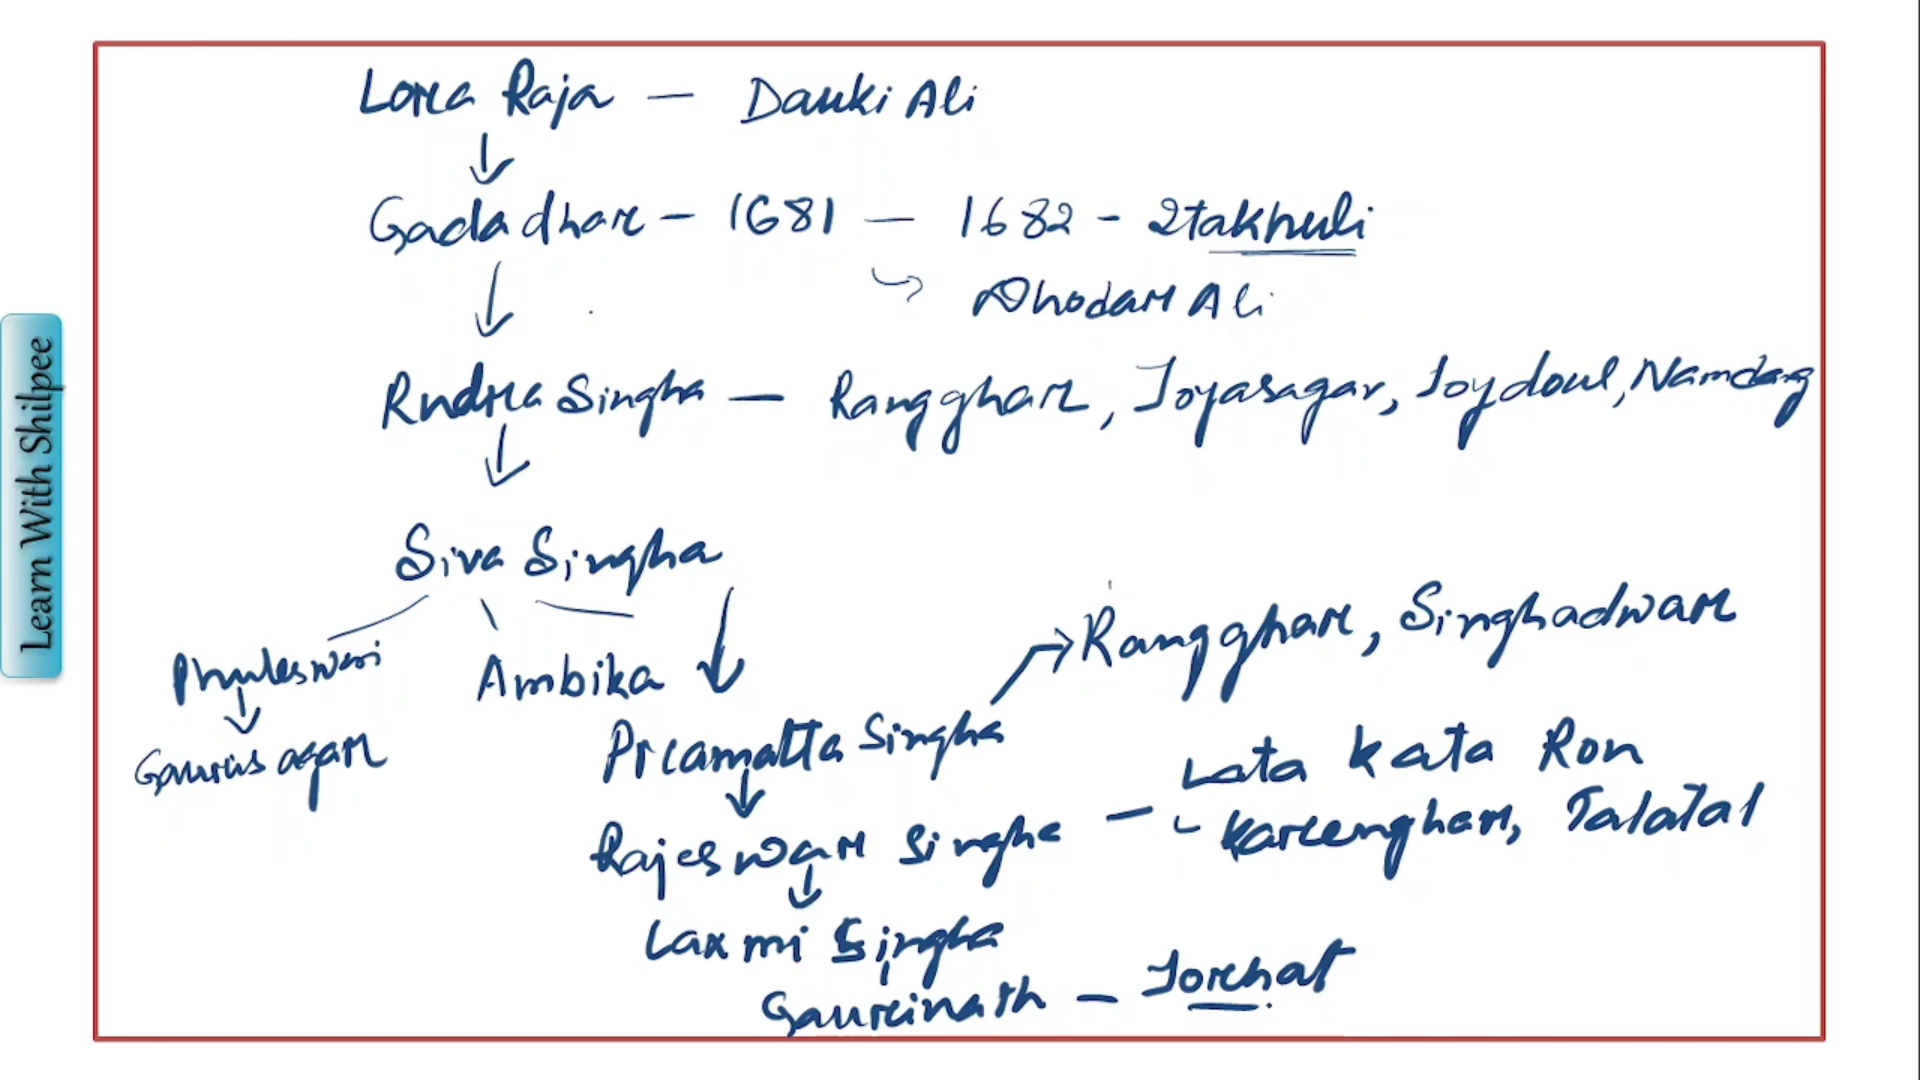 Lora Raja — Dauki Ali
Gadadhar - 1681 — 1682 - Itakhuli
Dhodar Ali
Rudra Singha — Rangghar, Joyasagar, Joydoul, Namdang
Siva Singha
Phuleswari
Ambika
Gaurisagar
Pramatta Singha
Rangghar, Singhadwar
Rajeswar Singha — Lata Kata Ron
Karengghar, Talatal
Laxmi Singha
Gaurinath — Jorhat
Learn With Shilpee